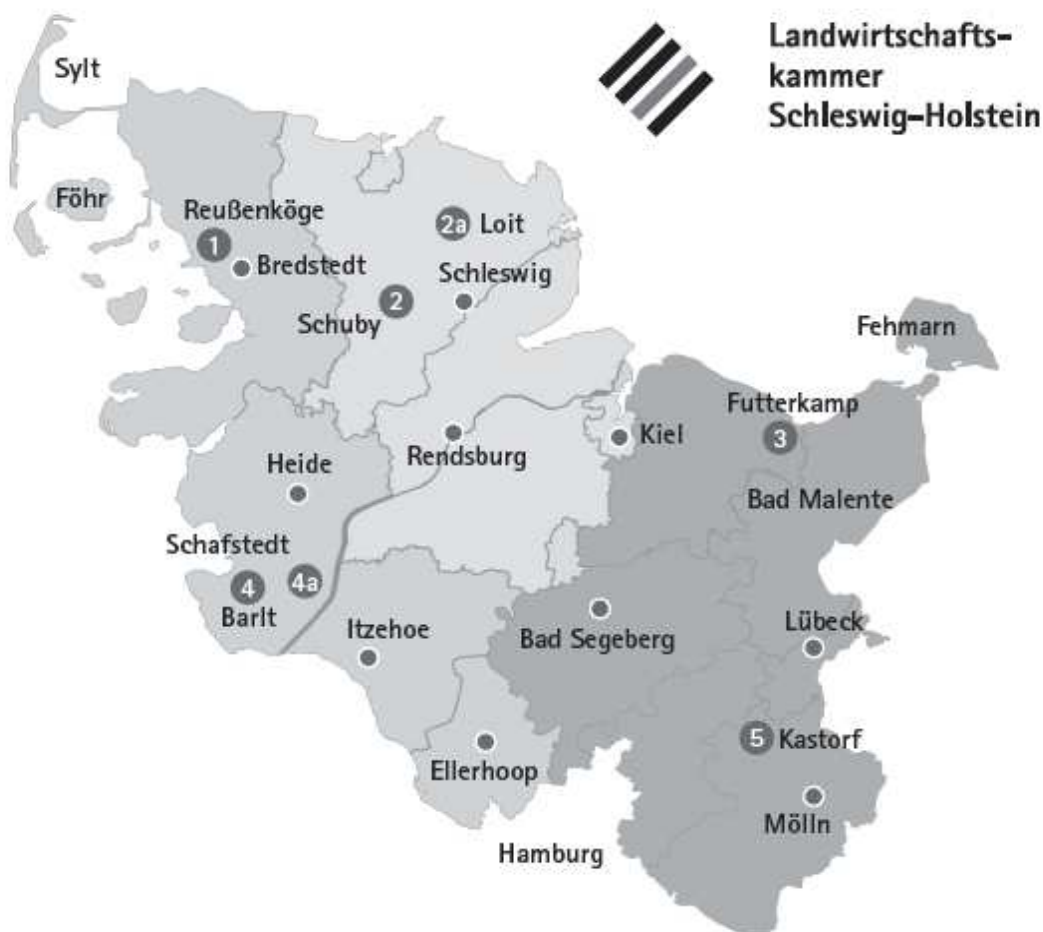 Landwirtschafts-
kammer
Schleswig-Holstein
Sylt
Föhr
Reußenköge
1
Bredstedt
2a Loit
Schleswig
2
Schuby
Fehmarn
Futterkamp
3
Kiel
Rendsburg
Heide
Bad Malente
Schafstedt
4
4a
Barlt
Itzehoe
Bad Segeberg
Lübeck
5 Kastorf
Ellerhoop
Mölln
Hamburg